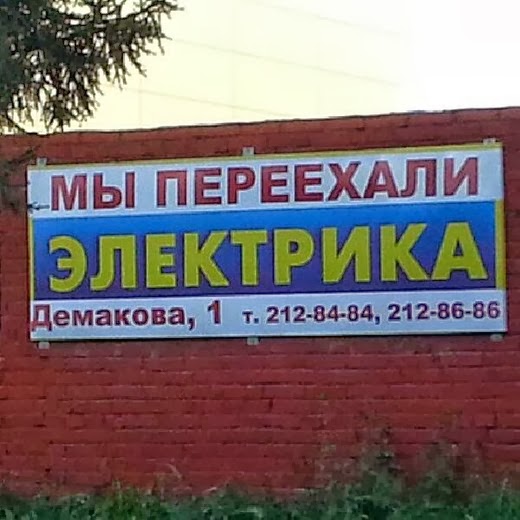 МЫ ПЕРЕЕХАЛИ
ЭЛЕКТРИКА
Демакова, 1 т. 212-84-84, 212-86-86